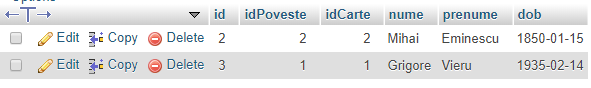 id idPoveste idCarte nume prenume dob
Edit Copy Delete 2 2 2 Mihai Eminescu 1850-01-15
Edit Copy Delete 3 1 1 Grigore Vieru 1935-02-14